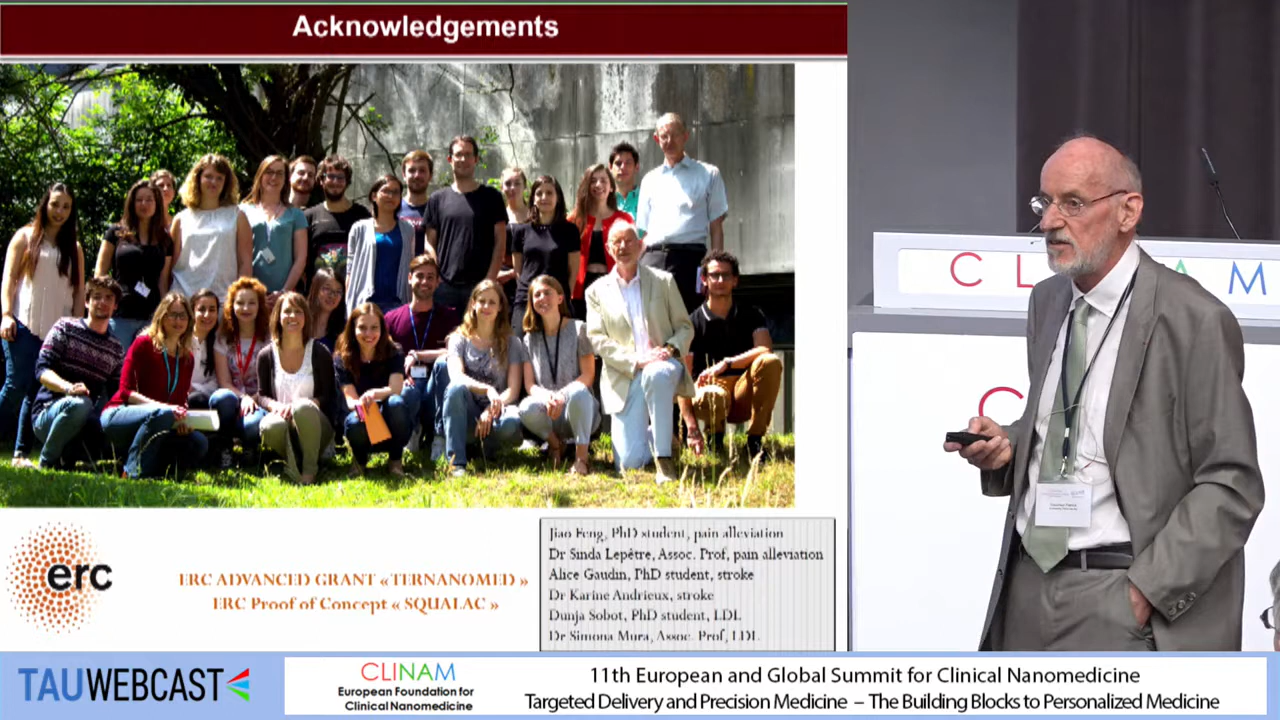 Acknowledgements
erc
ERC ADVANCED GRANT «TERNANOMED »
ERC Proof of Concept « SQUALAC »
Jiao Feng, PhD student, pain alleviation
Dr Sinda Lepêtre, Assoc. Prof, pain alleviation
Alice Gaudin, PhD student, stroke
Dr Karine Andrieux, stroke
Dunja Sobot, PhD student, LDL
Dr Simona Mura, Assoc. Prof, LDL
TAUWEBCAST
CLINAM
European Foundation for
Clinical Nanomedicine
11th European and Global Summit for Clinical Nanomedicine
Targeted Delivery and Precision Medicine – The Building Blocks to Personalized Medicine